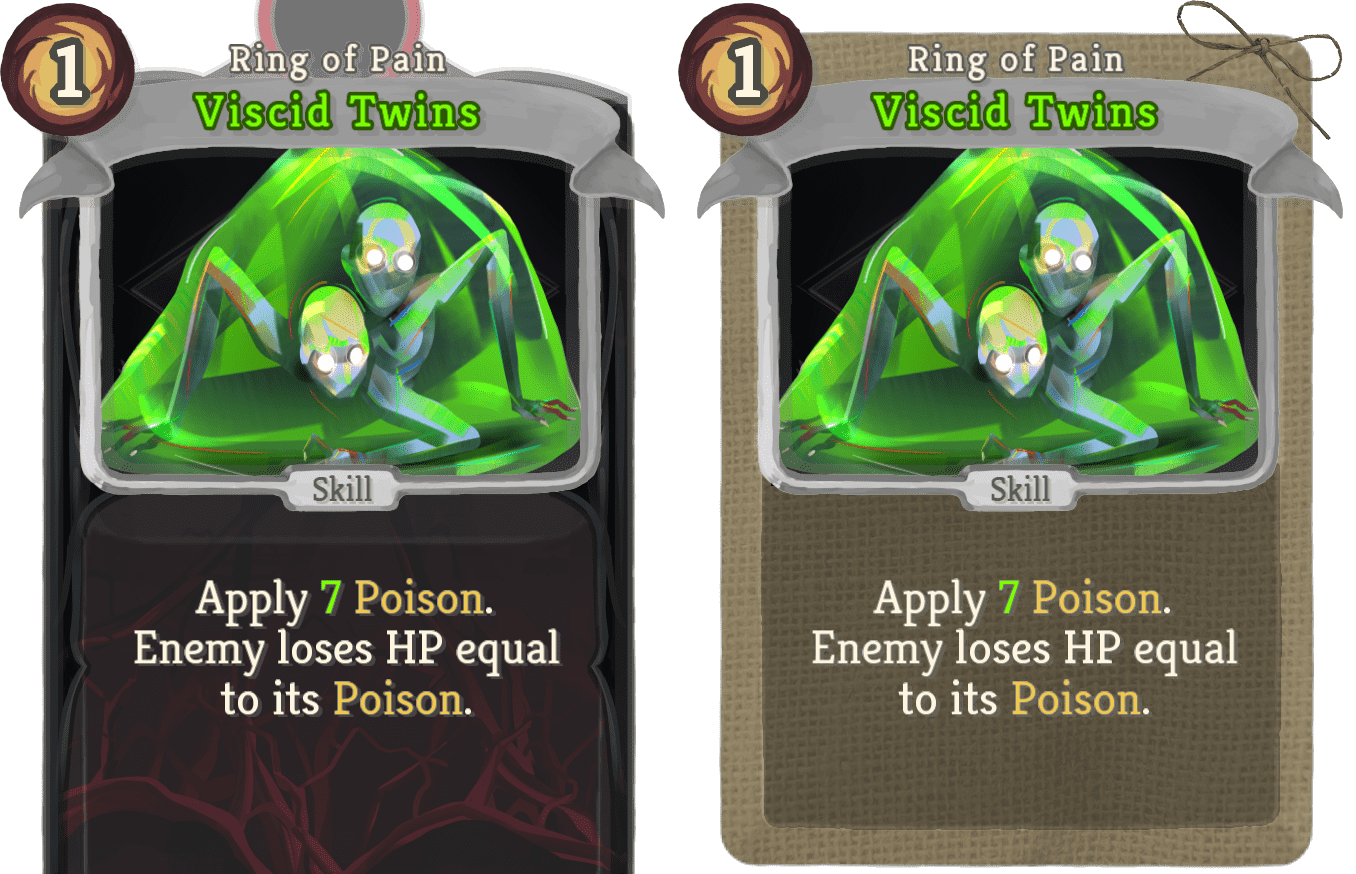 1
Ring of Pain
Viscid Twins
Skill
Apply 7 Poison.
Enemy loses HP equal
to its Poison.
1
Ring of Pain
Viscid Twins
Skill
Apply 7 Poison.
Enemy loses HP equal
to its Poison.